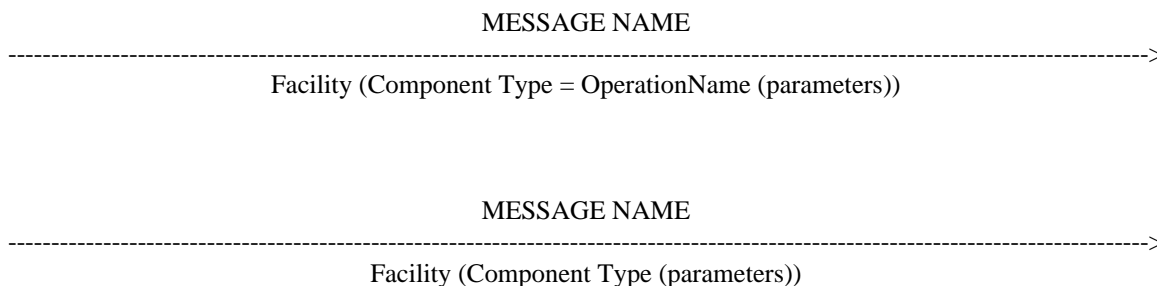 MESSAGE NAME
------------------------------------------------------------------------------------------------------------------------------------>
Facility (Component Type = OperationName (parameters))
MESSAGE NAME
------------------------------------------------------------------------------------------------------------------------------------>
Facility (Component Type (parameters))